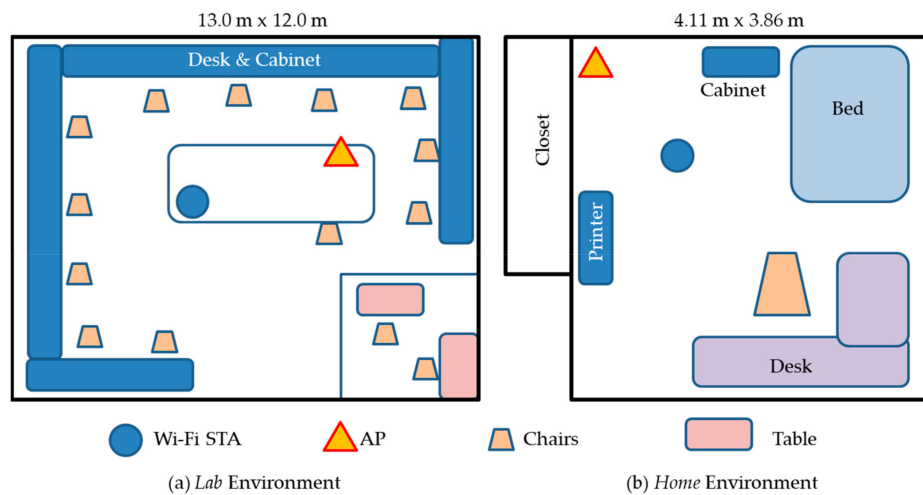 13.0 m x 12.0 m
4.11 m x 3.86 m
Desk & Cabinet
Cabinet
Bed
Closet
Printer
Desk
Wi-Fi STA
AP
Chairs
Table
(a) Lab Environment
(b) Home Environment